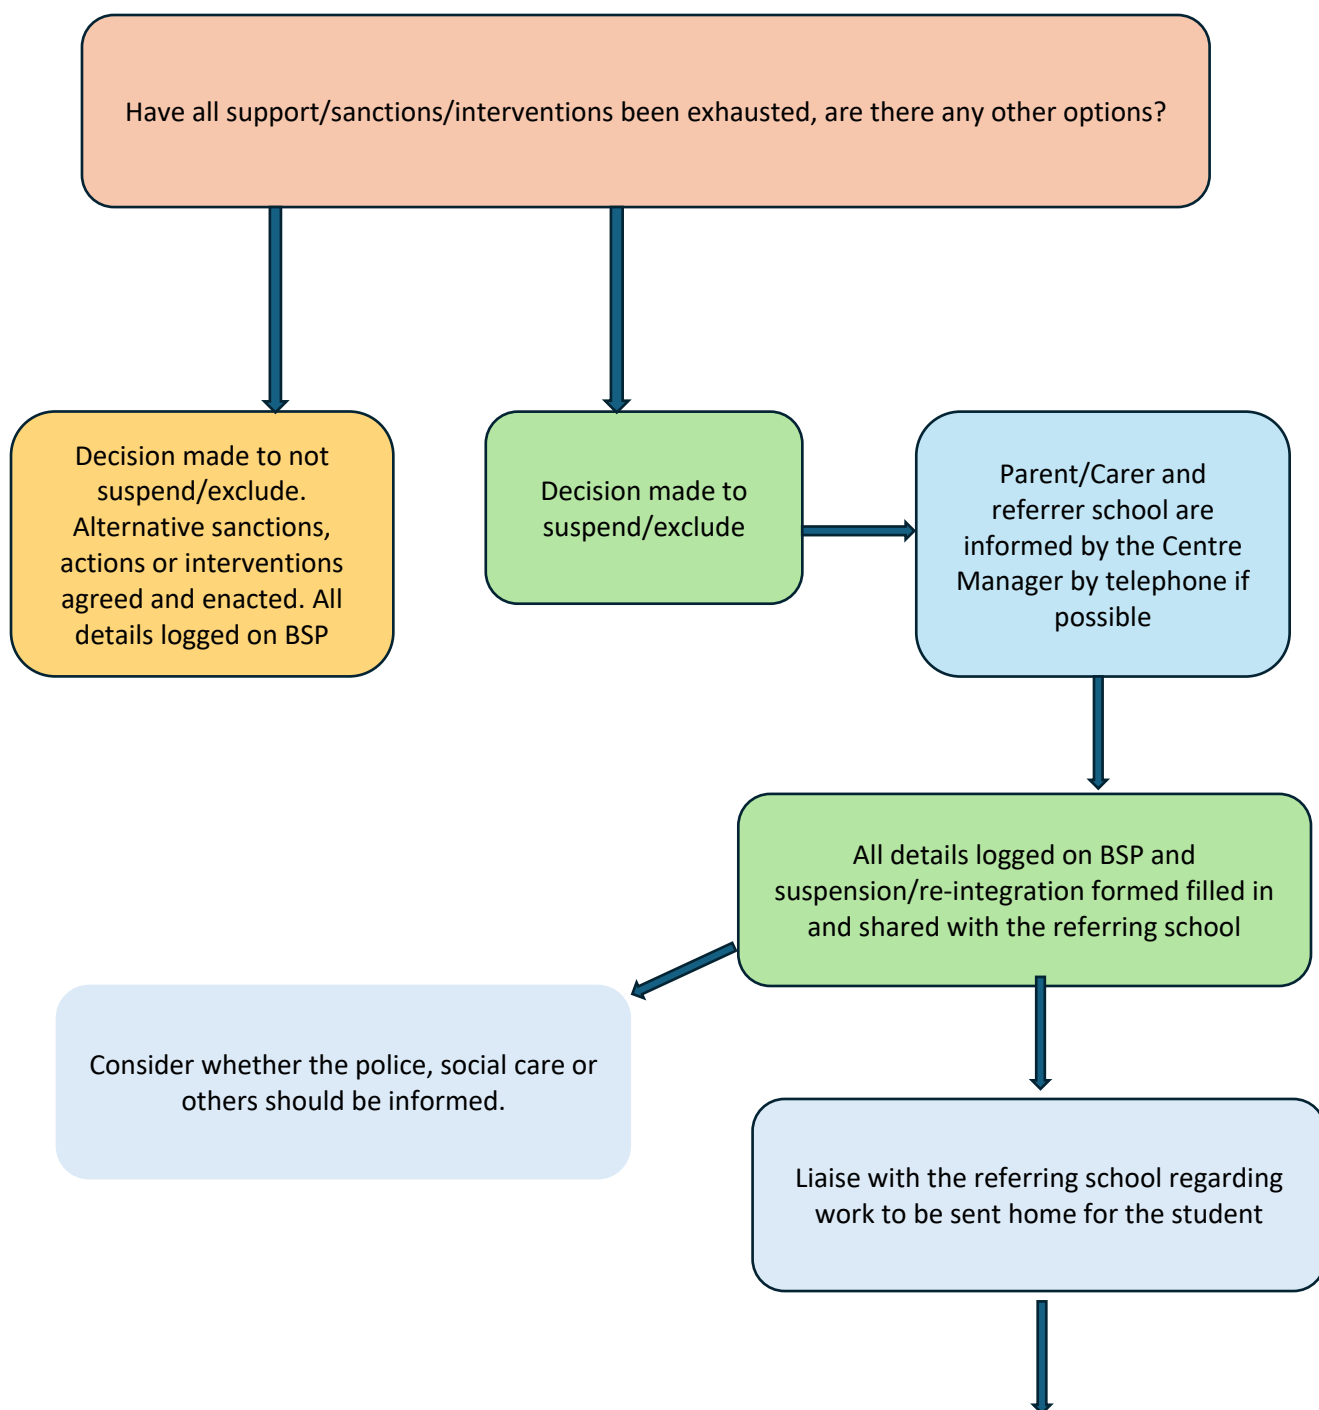 Have all support/sanctions/interventions been exhausted, are there any other options?
Decision made to not
suspend/exclude.
Alternative sanctions,
actions or interventions
agreed and enacted. All
details logged on BSP
Decision made to
suspend/exclude
Parent/Carer and
referrer school are
informed by the Centre
Manager by telephone if
possible
All details logged on BSP and
suspension/re-integration formed filled in
and shared with the referring school
Consider whether the police, social care or
others should be informed.
Liaise with the referring school regarding
work to be sent home for the student